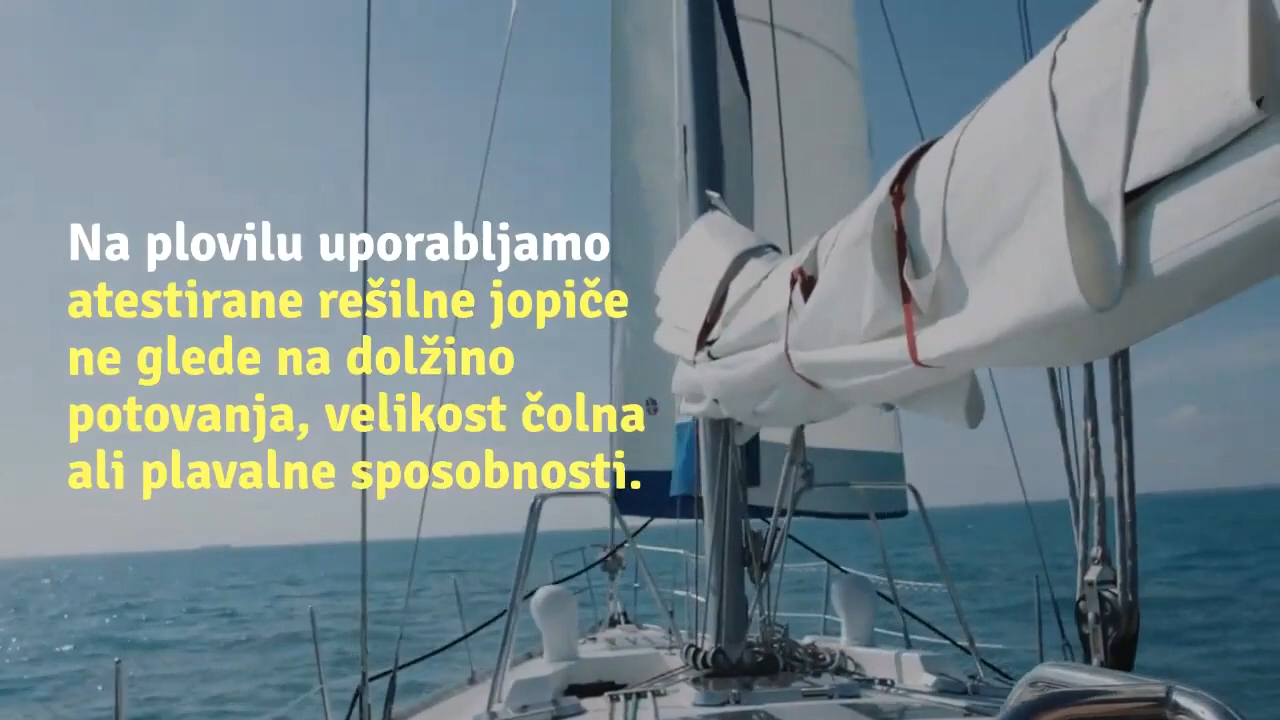 Na plovilu uporabljamo
atestirane rešilne jopiče
ne glede na dolžino
potovanja, velikost čolna
ali plavalne sposobnosti.